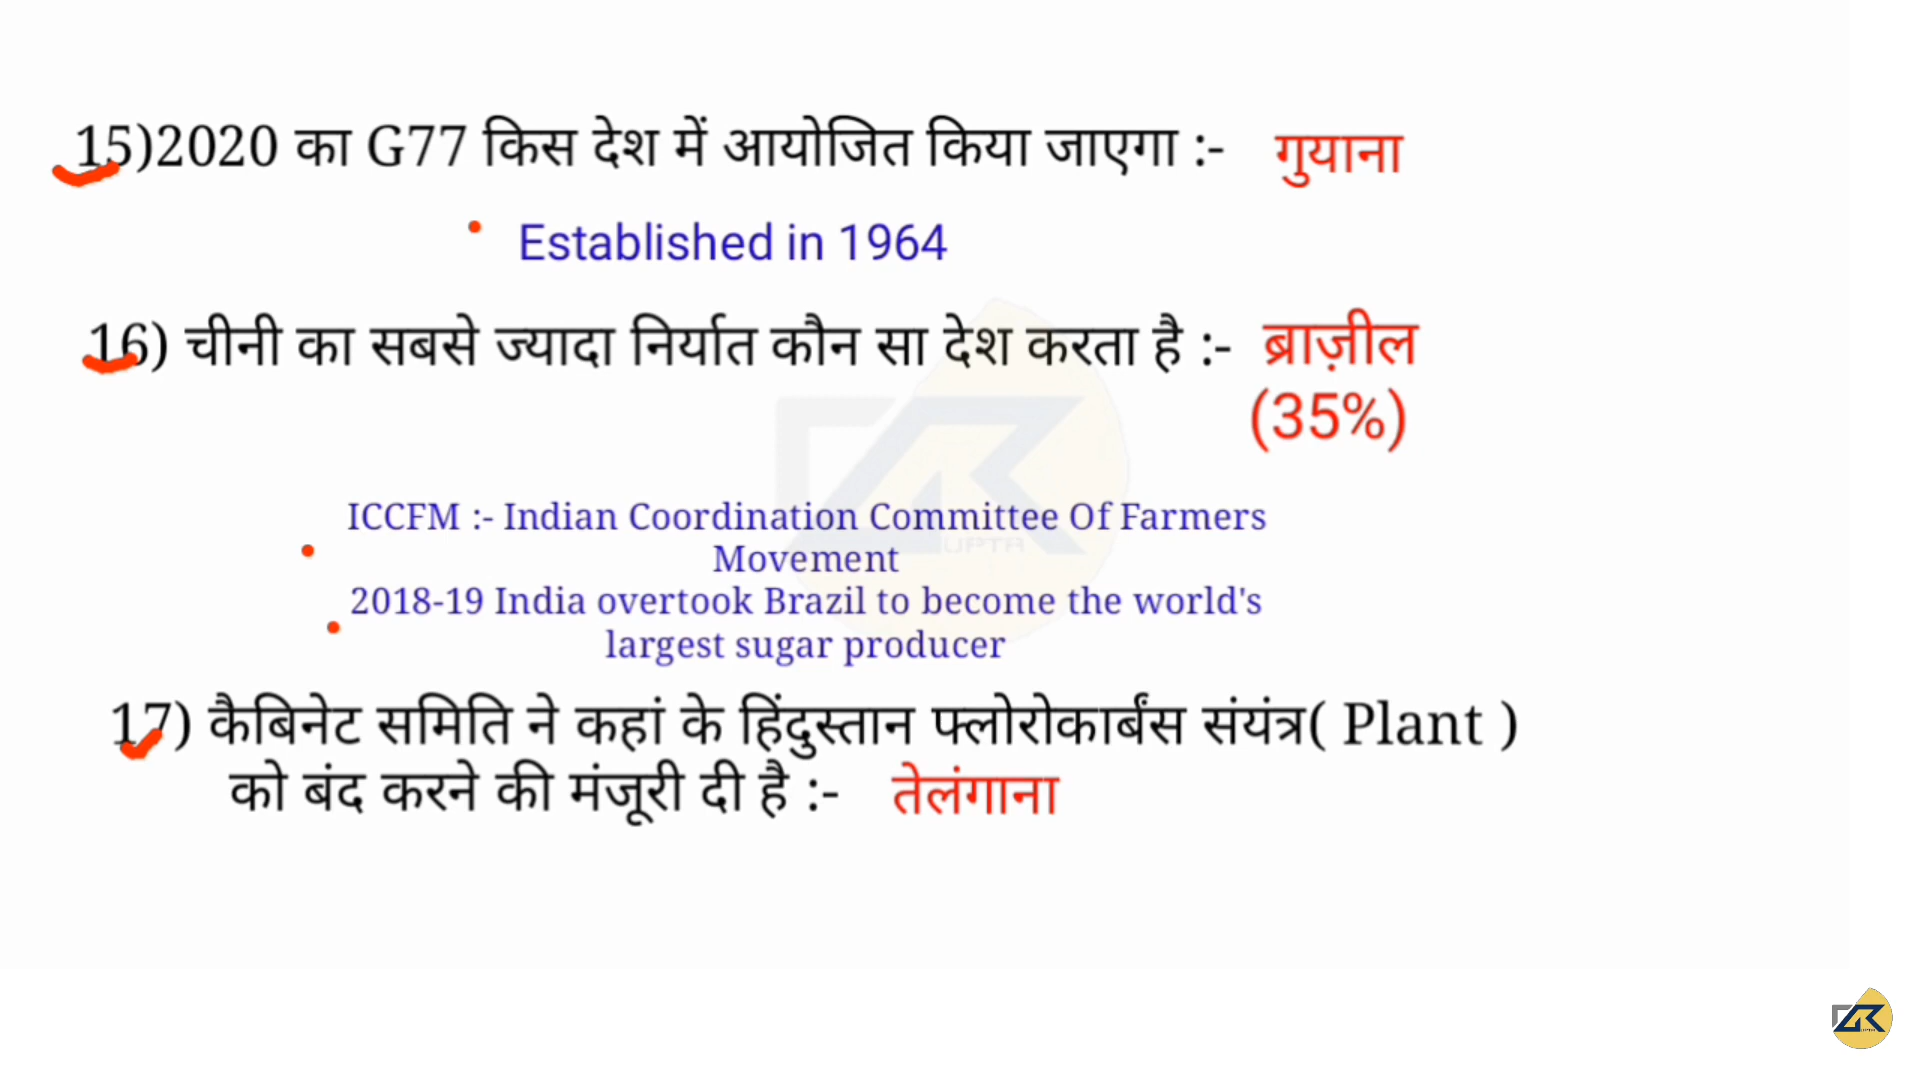 15)2020 का G77 किस देश में आयोजित किया जाएगा :- गुयाना
Established in 1964
16) चीनी का सबसे ज्यादा निर्यात कौन सा देश करता है :- ब्राज़ील
(35%)
ICCFM :- Indian Coordination Committee Of Farmers
Movement
2018-19 India overtook Brazil to become the world's
largest sugar producer
17) कैबिनेट समिति ने कहां के हिंदुस्तान फ्लोरोकार्बंस संयंत्र( Plant )
को बंद करने की मंजूरी दी है :- तेलंगाना